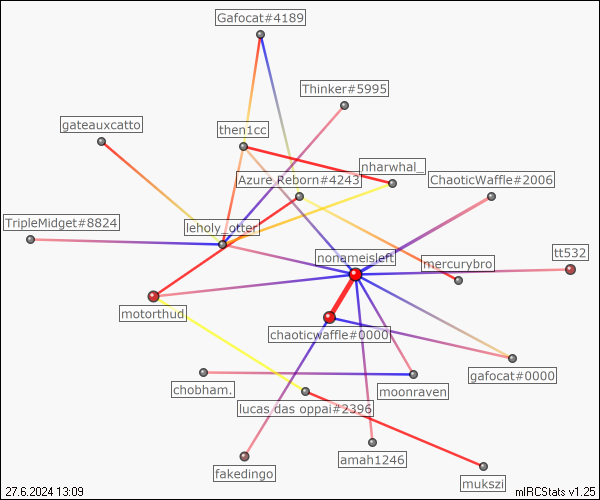 Gafocat#4189
Thinker#5995
gateauxcatto
then1cc
nharwhal_
Azure Reborn#4243
ChaoticWaffle#2006
TripleMidget#8824
leholy_otter
nonameisleft
mercurybro
tt532
motorthud
chaoticwaffle#0000
gafocat#0000
chobham.
moonraven
lucas das oppai#2396
amah1246
fakedingo
mukszi
27.6.2024 13:09
mIRCStats v1.25